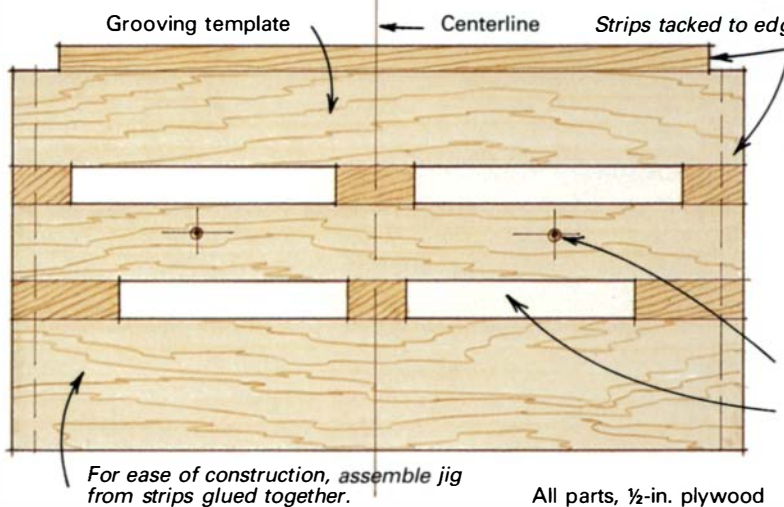 Grooving template
Centerline
Strips tacked to
For ease of construction, assemble jig
from strips glued together.
All parts, ½-in. plywood